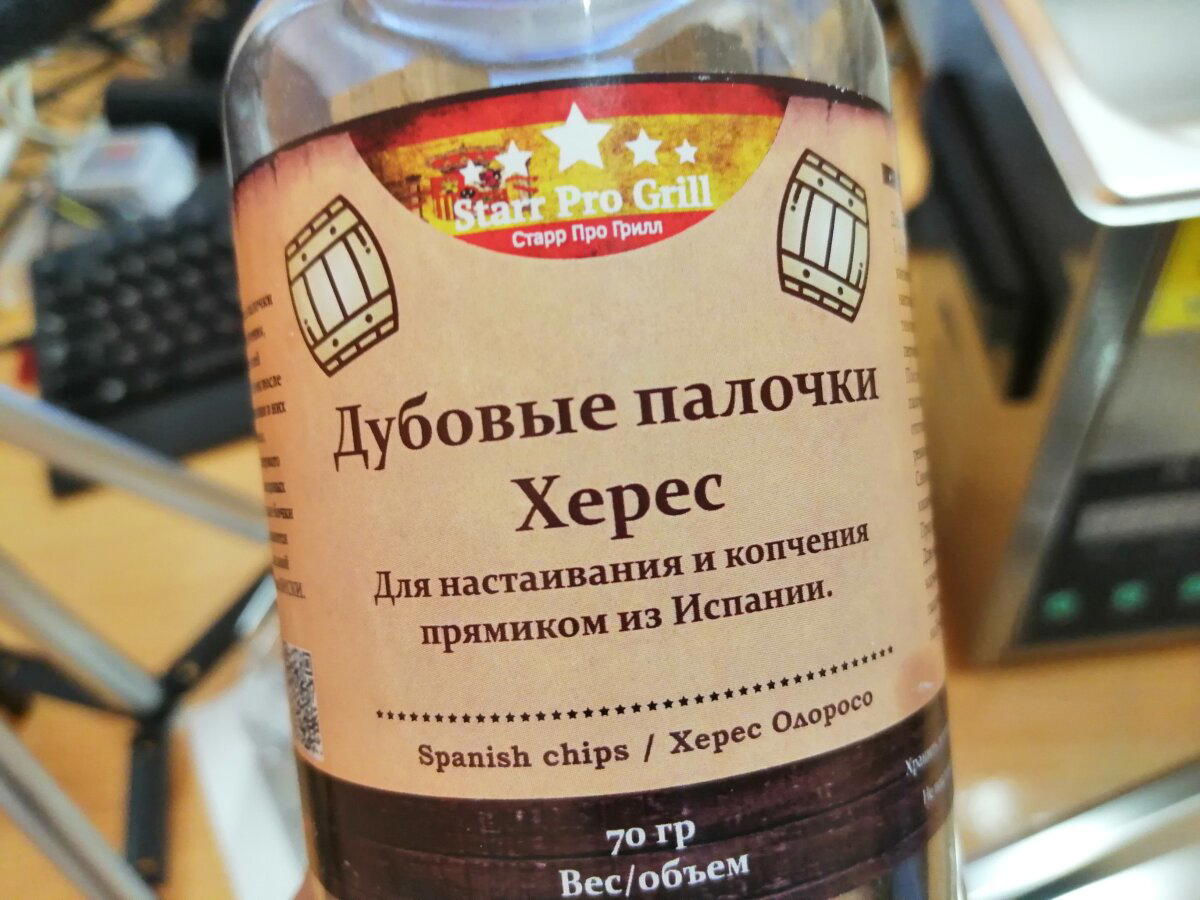 Starr Pro Grill
Старр Про Грилл
Дубовые палочки
Херес
Для настаивания и копчения
прямиком из Испании.
Spanish chips / Херес Олоросо
70 гр
Вес/объем